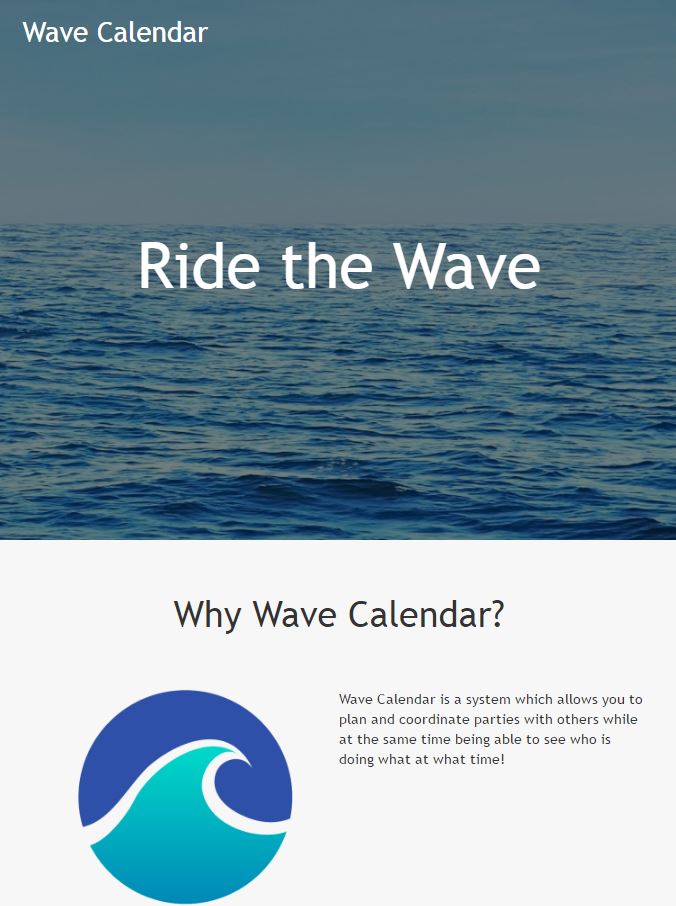 Wave Calendar
Ride the Wave
Why Wave Calendar?
Wave Calendar is a system which allows you to
plan and coordinate parties with others while
at the same time being able to see who is
doing what at what time!